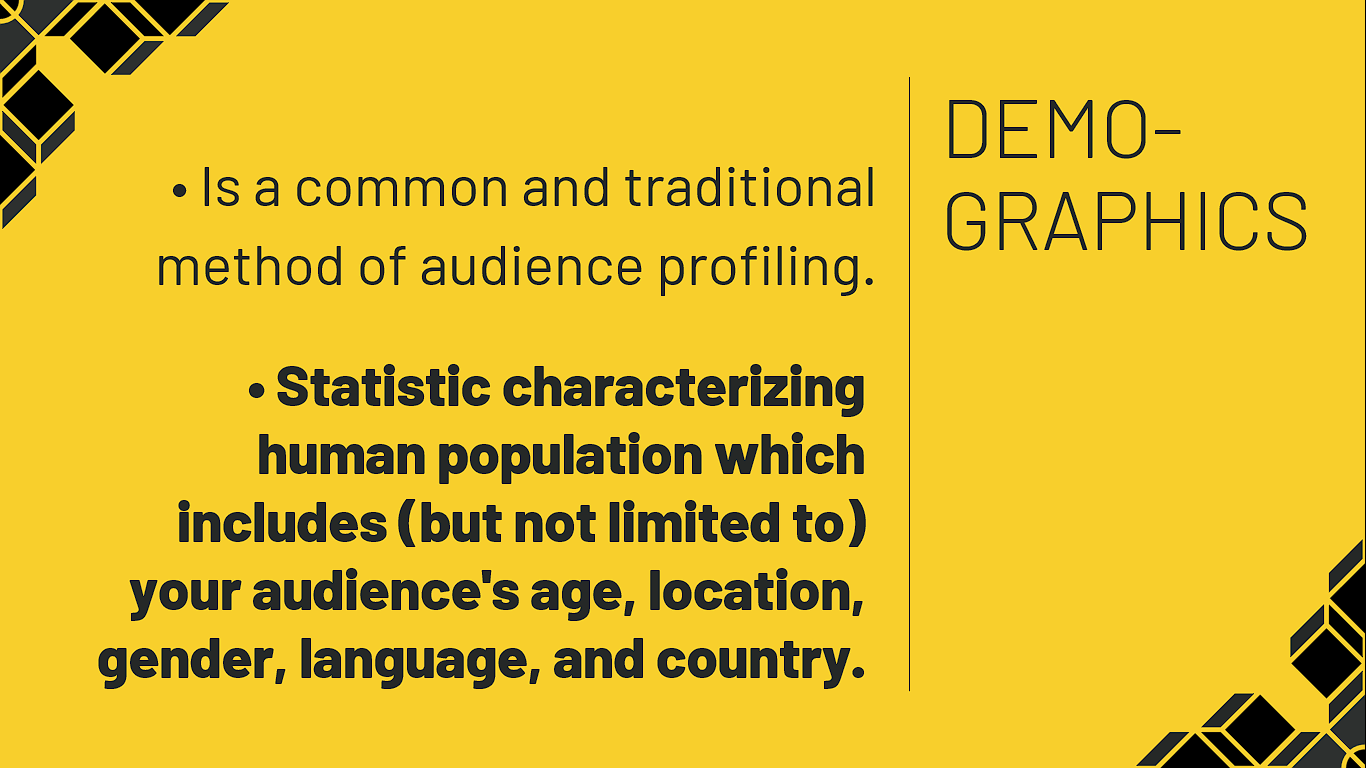 DEMO-
GRAPHICS
• Is a common and traditional
method of audience profiling.
• Statistic characterizing
human population which
includes (but not limited to)
your audience's age, location,
gender, language, and country.